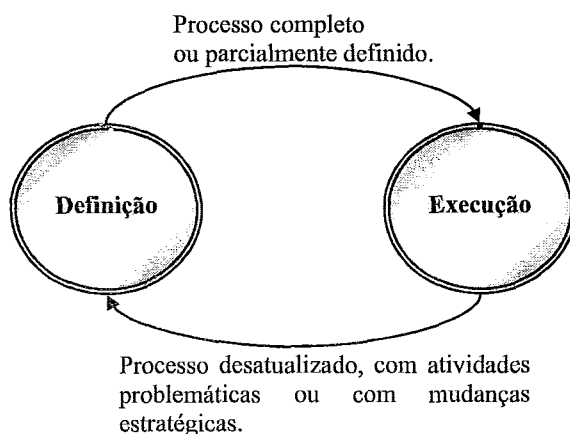 Processo completo
ou parcialmente definido.
Definição
Execução
Processo desatualizado, com atividades
problemáticas ou com mudanças
estratégicas.